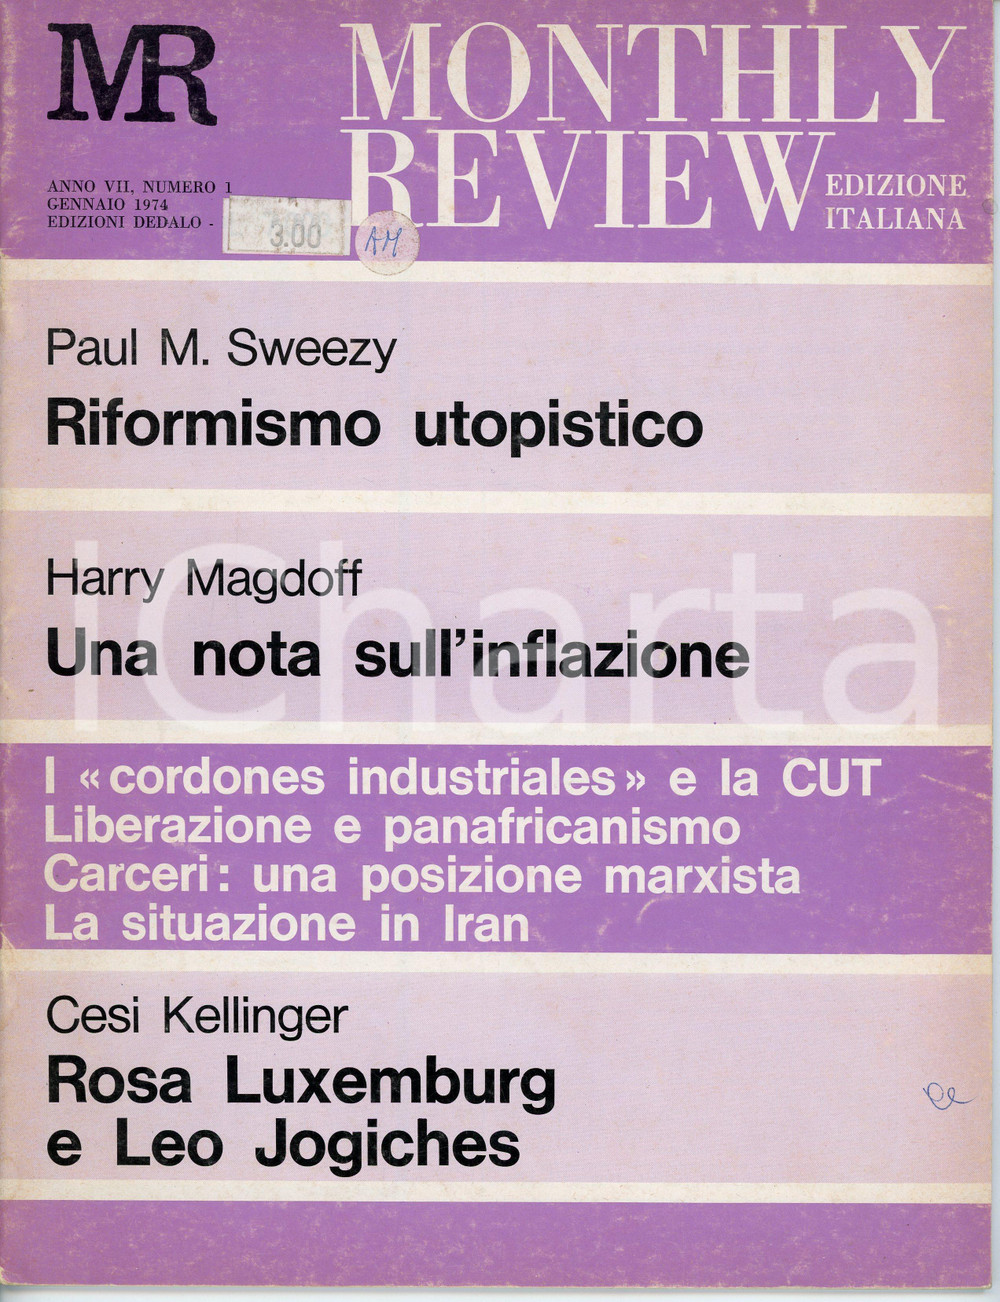 MR
MONTHLY
REVIEW
EDIZIONE
ITALIANA
ANNO VII, NUMERO 1
GENNAIO 1974
EDIZIONI DEDALO -
3.00
AM
Paul M. Sweezy
Riformismo utopistico
Harry Magdoff
Una nota sull'inflazione
iCharta
I «cordones industriales» e la CUT
Liberazione e panafricanismo
Carceri: una posizione marxista
La situazione in Iran
Cesi Kellinger
Rosa Luxemburg
e Leo Jogiches